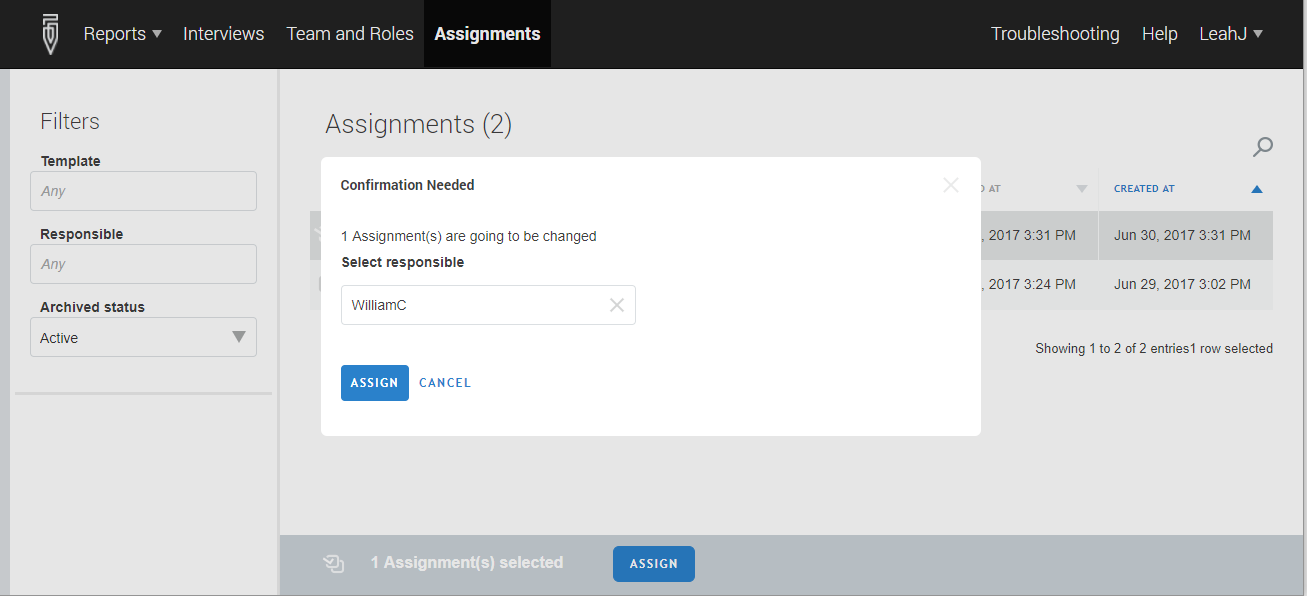 Reports Interviews Team and Roles Assignments Troubleshooting Help LeahJ
Filters
Template
Any
Responsible
Any
Archived status
Active
Assignments (2)
AT CREATED AT
, 2017 3:31 PM Jun 30, 2017 3:31 PM
, 2017 3:24 PM Jun 29, 2017 3:02 PM
Showing 1 to 2 of 2 entries1 row selected
Confirmation Needed
1 Assignment(s) are going to be changed
Select responsible
WilliamC
ASSIGN CANCEL
1 Assignment(s) selected ASSIGN